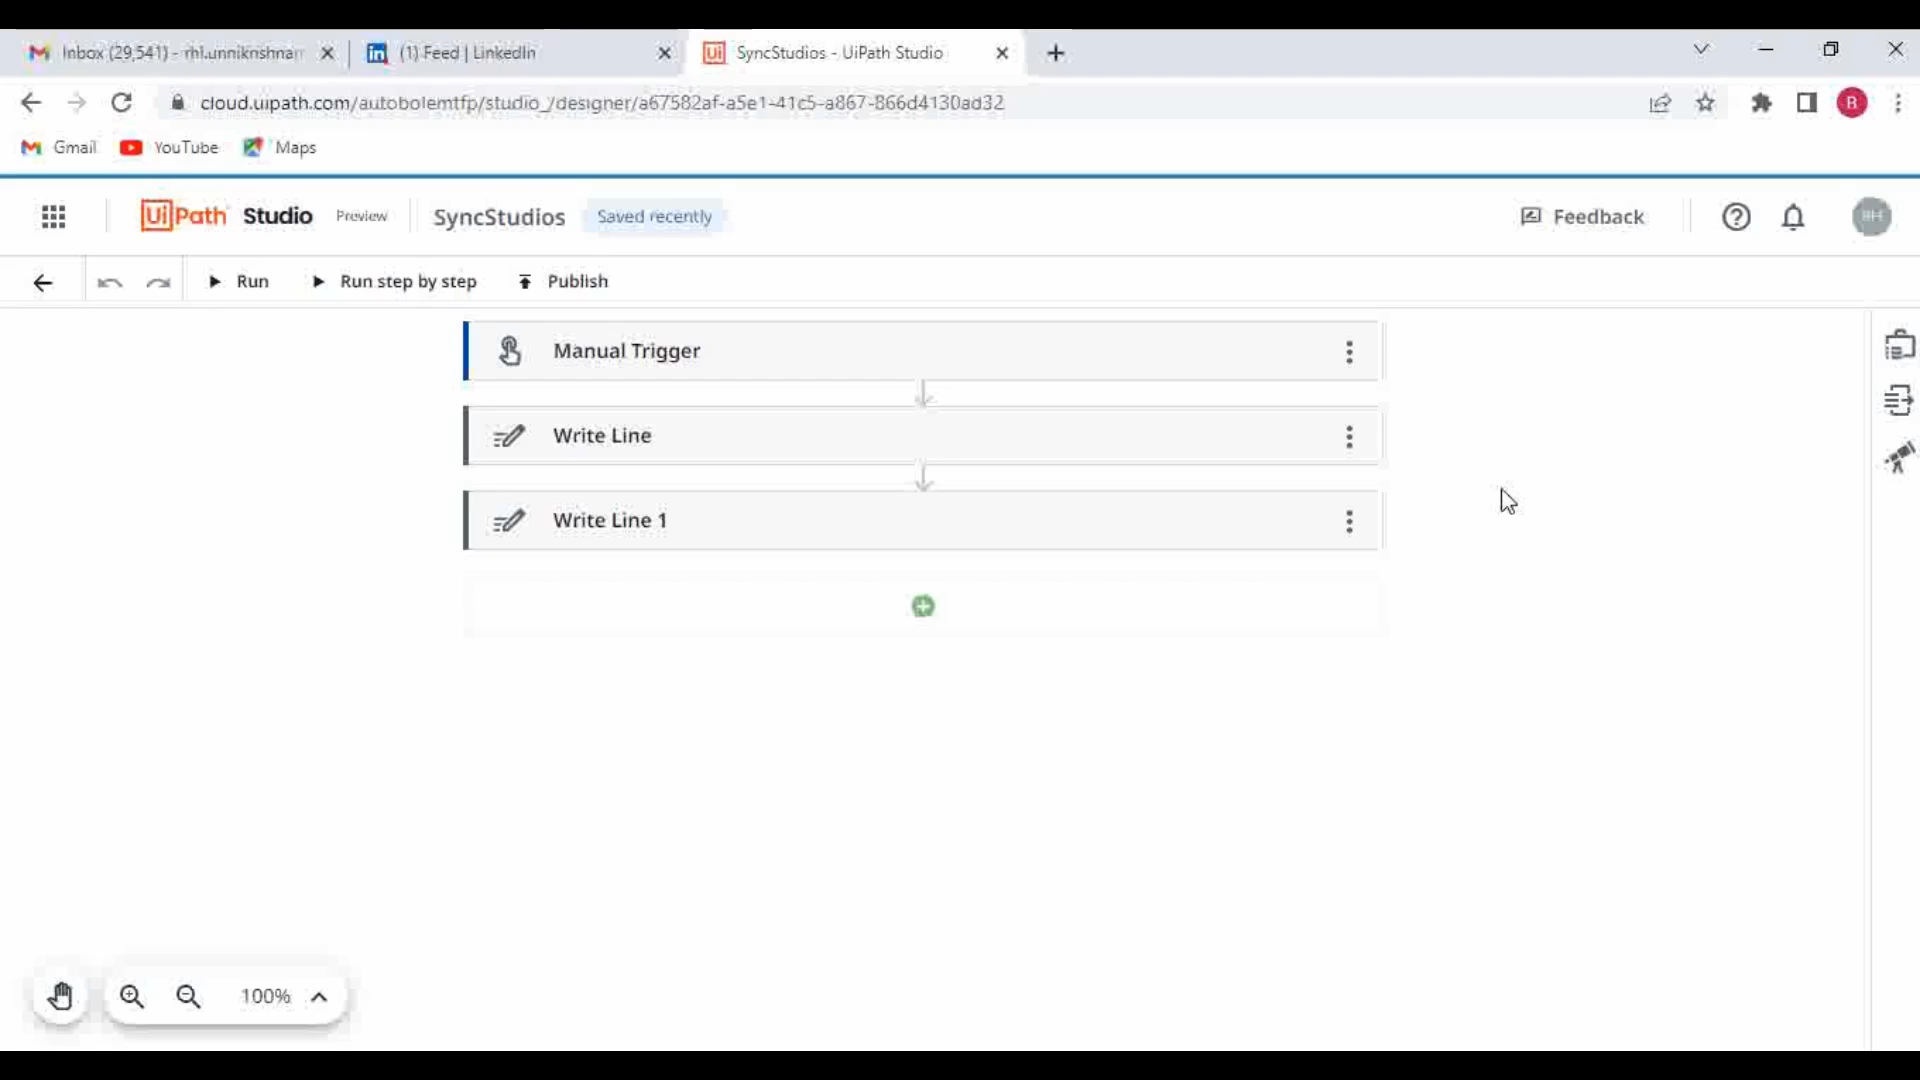 Inbox (29,541) - rhl.unnikrishnan
(1) Feed | LinkedIn
SyncStudios - UiPath Studio
cloud.uipath.com/autobolemtfp/studio_/designer/a67582af-a5e1-41c5-a867-866d4130ad32
B
Gmail
YouTube
Maps
UiPath Studio Preview
SyncStudios
Saved recently
Feedback
RH
Run
Run step by step
Publish
Manual Trigger
Write Line
Write Line 1
100%